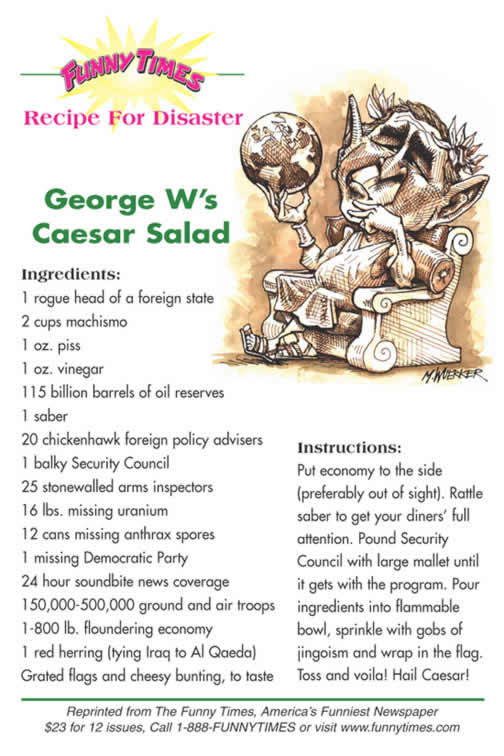 FUNNY TIMES
Recipe For Disaster
George W's
Caesar Salad
Ingredients:
1 rogue head of a foreign state
2 cups machismo
1 oz. piss
1 oz. vinegar
115 billion barrels of oil reserves
1 saber
20 chickenhawk foreign policy advisers
1 balky Security Council
25 stonewalled arms inspectors
16 lbs. missing uranium
12 cans missing anthrax spores
1 missing Democratic Party
24 hour soundbite news coverage
150,000-500,000 ground and air troops
1-800 lb. floundering economy
1 red herring (tying Iraq to Al Qaeda)
Grated flags and cheesy bunting, to taste
M.WUERKER
Instructions:
Put economy to the side
(preferably out of sight). Rattle
saber to get your diners' full
attention. Pound Security
Council with large mallet until
it gets with the program. Pour
ingredients into flammable
bowl, sprinkle with gobs of
jingoism and wrap in the flag.
Toss and voila! Hail Caesar!
Reprinted from The Funny Times, America's Funniest Newspaper
$23 for 12 issues, Call 1-888-FUNNYTIMES or visit www.funnytimes.com